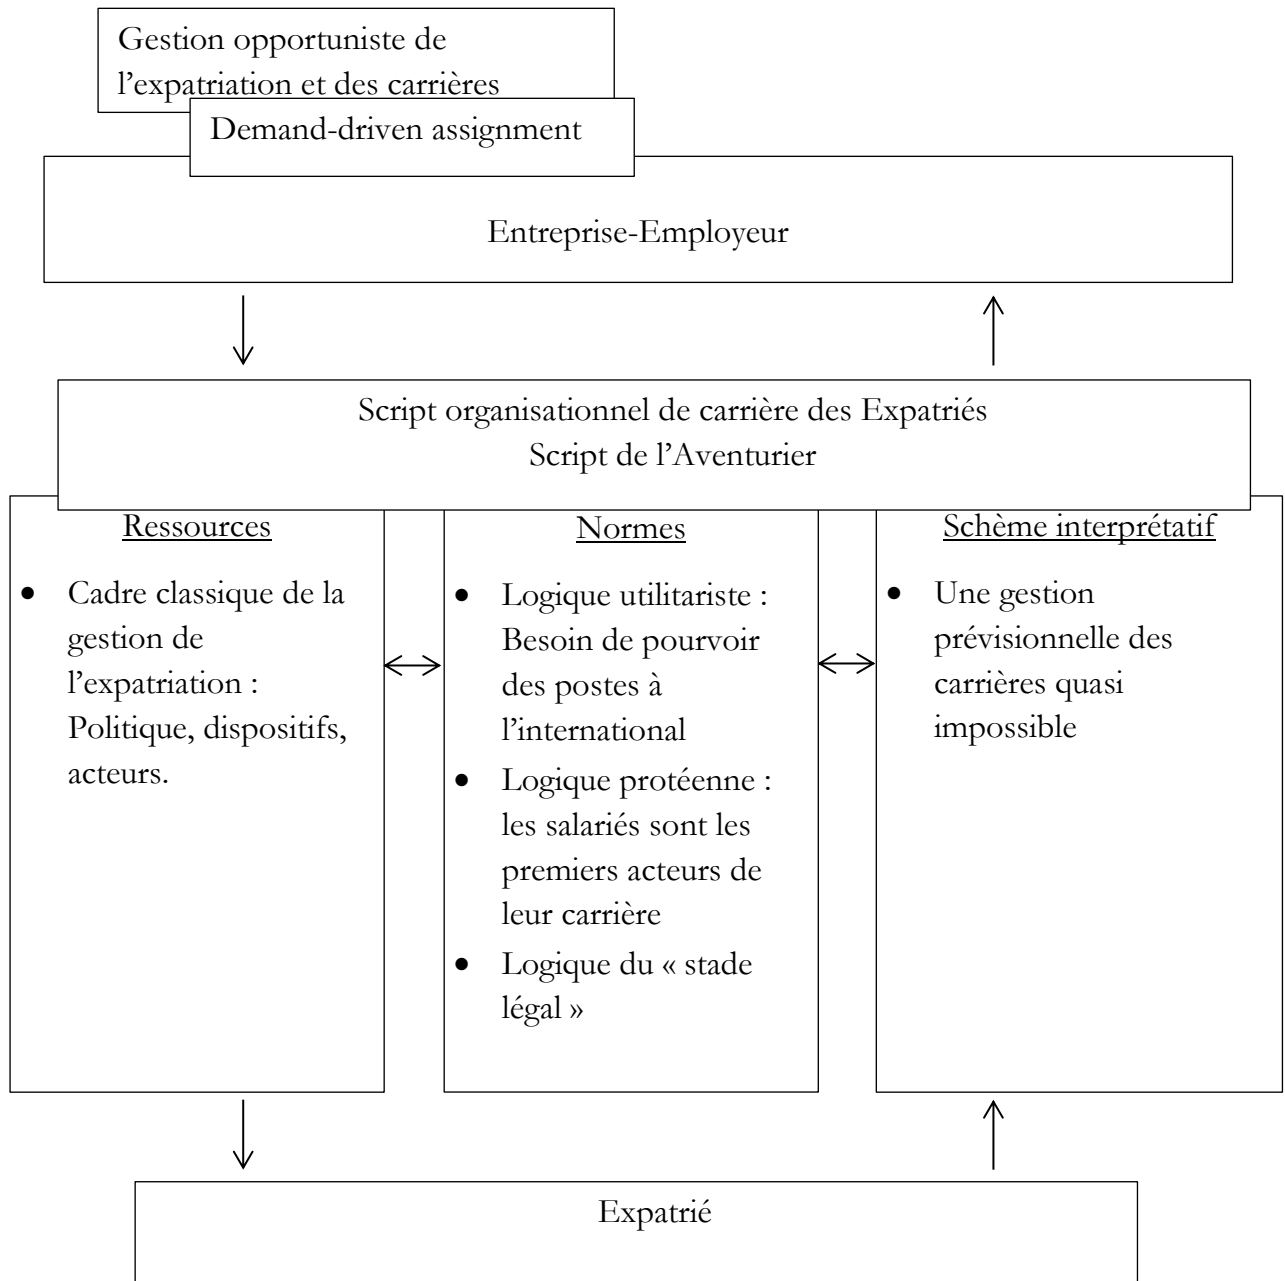 Gestion opportuniste de
l’expatriation et des carrières
Demand-driven assignment
Entreprise-Employeur
Script organisationnel de carrière des Expatriés
Script de l’Aventurier
Ressources
• Cadre classique de la
gestion de
l’expatriation :
Politique, dispositifs,
acteurs.
Normes
• Logique utilitariste :
Besoin de pourvoir
des postes à
l’international
• Logique protéenne :
les salariés sont les
premiers acteurs de
leur carrière
• Logique du « stade
légal »
Schème interprétatif
• Une gestion
prévisionnelle des
carrières quasi
impossible
Expatrié